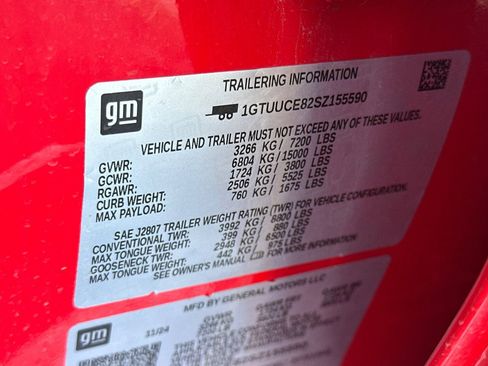 TRAILERING INFORMATION
gm
1GTUUCE82SZ155590
VEHICLE AND TRAILER MUST NOT EXCEED ANY OF THESE WEIGHTS.
GVWR: 3266 KG/ 7200 LBS
GCWR: 6804 KG/ 15000 LBS
RGAWR: 1724 KG/ 3800 LBS
CURB WEIGHT: 2506 KG/ 5525 LBS
MAX PAYLOAD: 760 KG/ 1675 LBS
SAE J2807 TRAILER WEIGHT RATING (TWR) FOR VEHICLE CONFIGURATION.
CONVENTIONAL TWR: 3992 KG/ 8800 LBS
MAX TONGUE WEIGHT: 399 KG/ 880 LBS
GOOSENECK TWR: 2948 KG/ 6500 LBS
MAX TONGUE WEIGHT: 442 KG/ 975 LBS
SEE OWNER'S MANUAL FOR MORE INFORMATION
MFD BY GENERAL MOTORS LLC
gm
11/24
GVWR